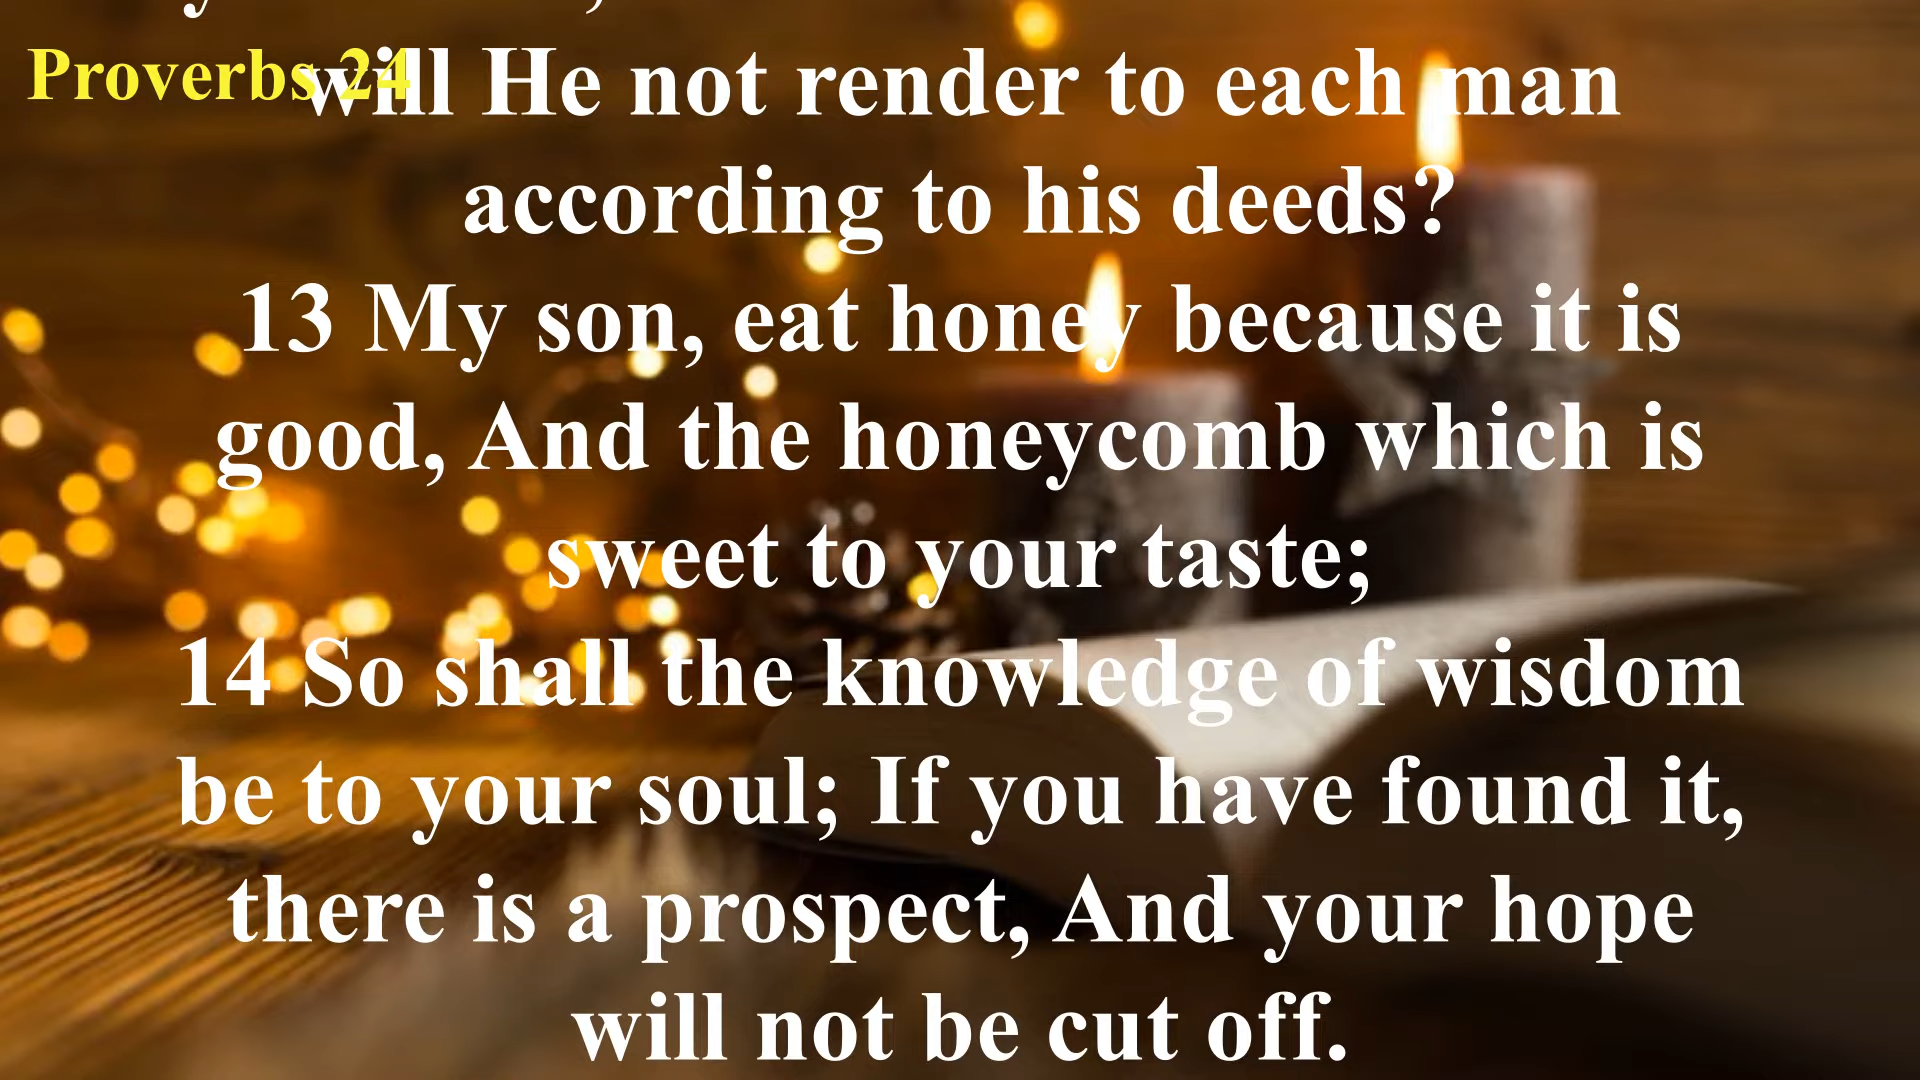 Proverbs 24
will He not render to each man
according to his deeds?
13 My son, eat honey because it is
good, And the honeycomb which is
sweet to your taste;
14 So shall the knowledge of wisdom
be to your soul; If you have found it,
there is a prospect, And your hope
will not be cut off.